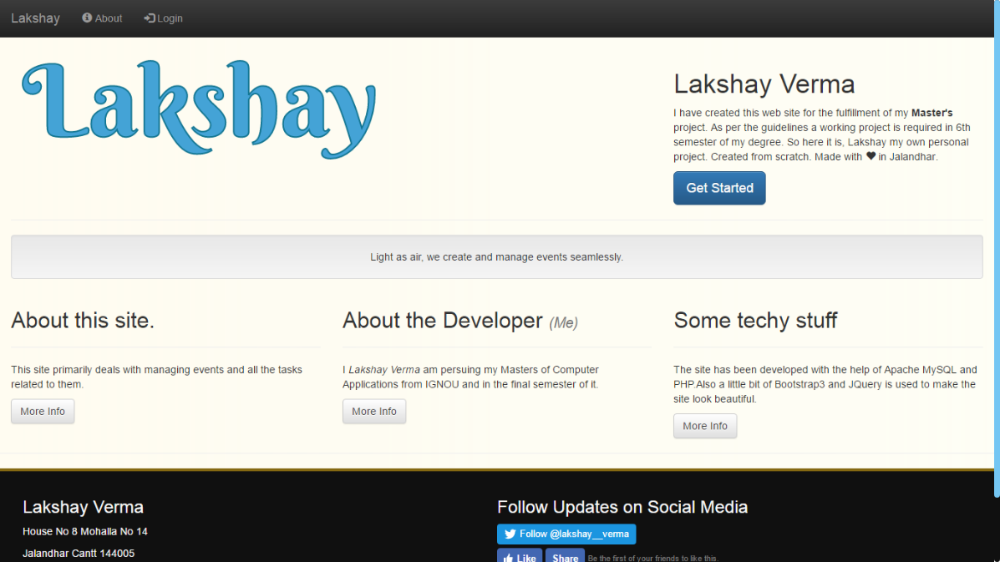 Lakshay About Login
Lakshay
Lakshay Verma
I have created this web site for the fulfillment of my Master's
project. As per the guidelines a working project is required in 6th
semester of my degree. So here it is, Lakshay my own personal
project. Created from scratch. Made with ♥ in Jalandhar.
Get Started
Light as air, we create and manage events seamlessly.
About this site.
This site primarily deals with managing events and all the tasks
related to them.
More Info
About the Developer (Me)
I Lakshay Verma am persuing my Masters of Computer
Applications from IGNOU and in the final semester of it.
More Info
Some techy stuff
The site has been developed with the help of Apache MySQL and
PHP.Also a little bit of Bootstrap3 and JQuery is used to make the
site look beautiful.
More Info
Lakshay Verma
House No 8 Mohalla No 14
Jalandhar Cantt 144005
Follow Updates on Social Media
Follow @lakshay__verma
Like Share Be the first of your friends to like this.